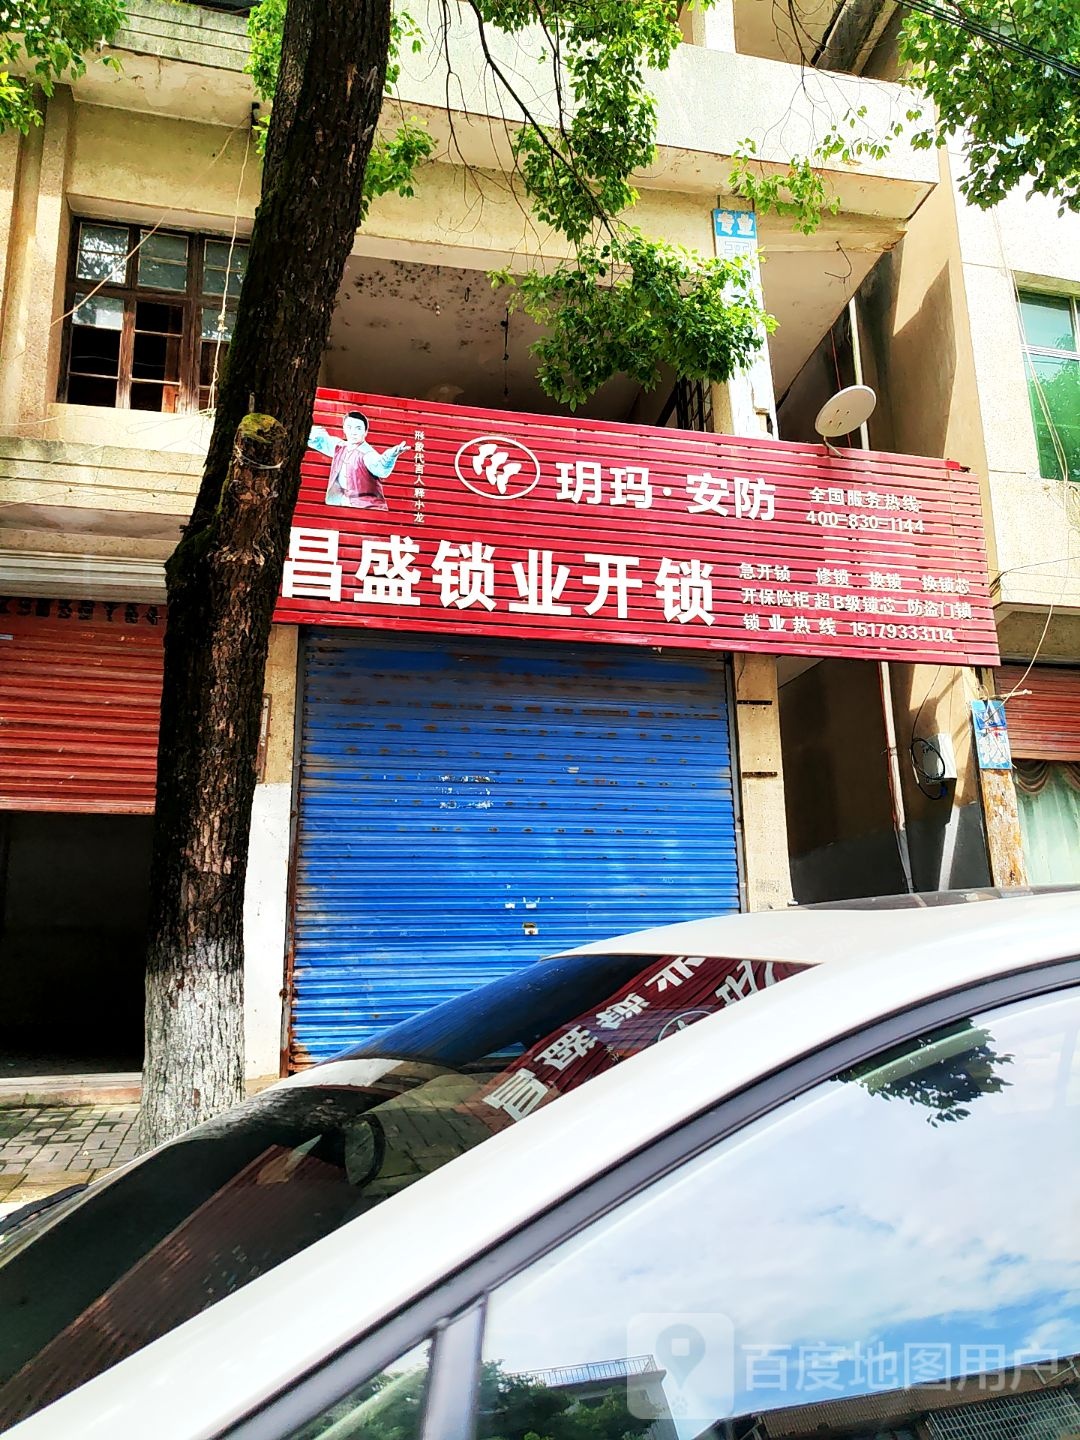 专业
形象代言人释小龙
玥玛·安防
全国服务热线
400-830-1144
昌盛锁业开锁
急开锁 修锁 换锁 换锁芯
开保险柜 超B级锁芯 防盗门锁
锁业热线 15179333114
百度地图用户